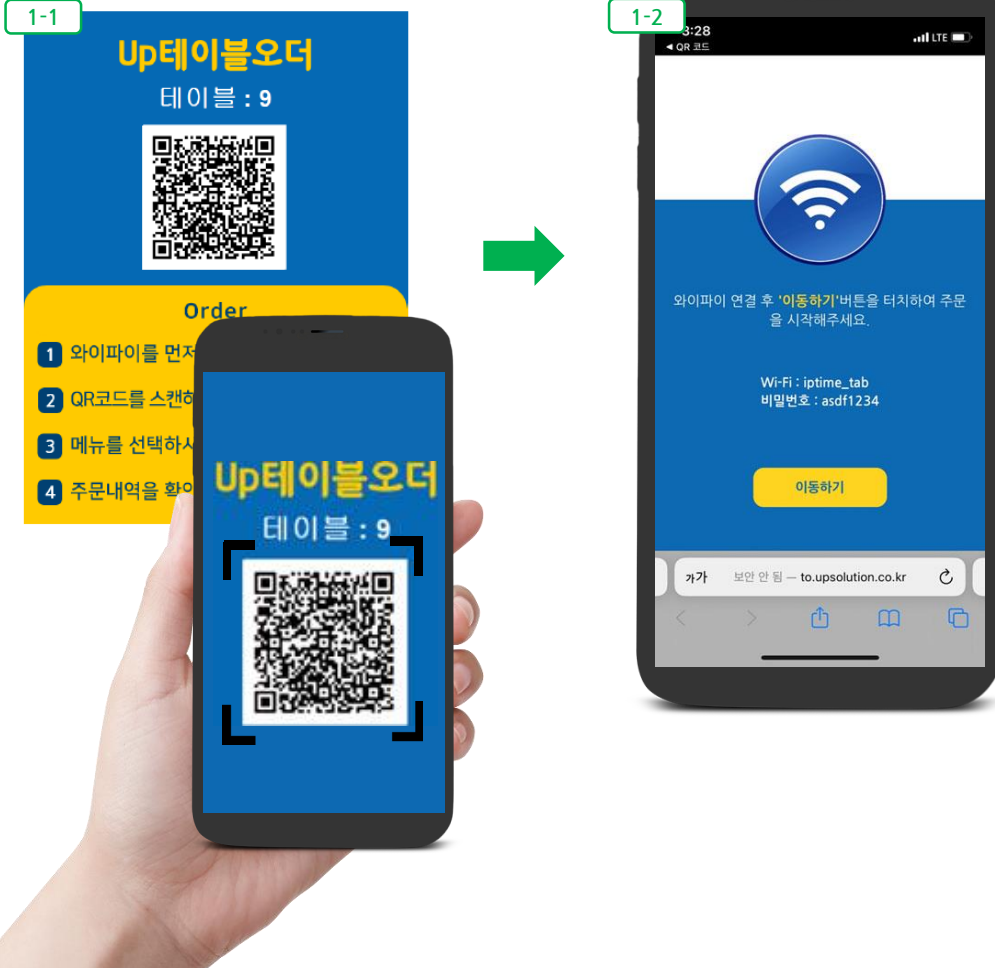 1-1
Up테이블오더
테이블 : 9
Order
1 와이파이를 먼저
2 QR코드를 스캔하
3 메뉴를 선택하시
4 주문내역을
Up테이블오더
테이블 : 9
1-2
3:28
LTE
◀ QR 코드
와이파이 연결 후 '이동하기'버튼을 터치하여 주문
을 시작해주세요.
Wi-Fi : iptime_tab
비밀번호 : asdf1234
이동하기
가가 보안 안 됨 — to.upsolution.co.kr